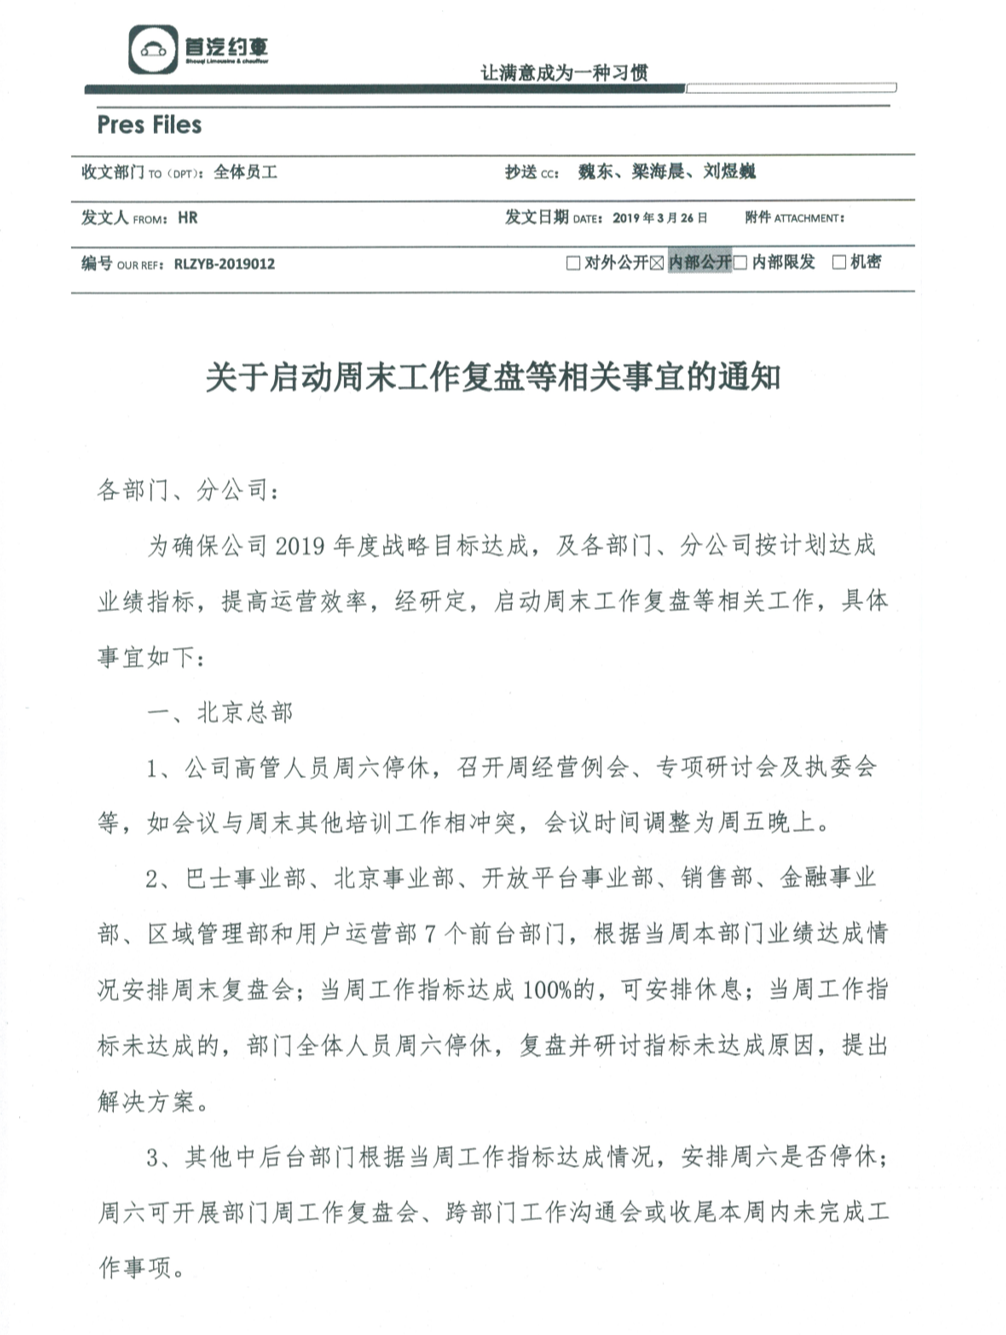 首汽约車
Shouqi Limousine & chauffeur
让满意成为一种习惯
Pres Files
收文部门 TO（DPT）：全体员工 抄送 CC： 魏东、梁海晨、刘煜巍
发文人 FROM：HR 发文日期 DATE：2019 年 3 月 26 日 附件 ATTACHMENT：
编号 OUR REF：RLZYB-2019012 □对外公开☒内部公开□内部限发 □机密
关于启动周末工作复盘等相关事宜的通知
各部门、分公司：
为确保公司 2019 年度战略目标达成，及各部门、分公司按计划达成
业绩指标，提高运营效率，经研定，启动周末工作复盘等相关工作，具体
事宜如下：
一、北京总部
1、公司高管人员周六停休，召开周经营例会、专项研讨会及执委会
等，如会议与周末其他培训工作相冲突，会议时间调整为周五晚上。
2、巴士事业部、北京事业部、开放平台事业部、销售部、金融事业
部、区域管理部和用户运营部 7 个前台部门，根据当周本部门业绩达成情
况安排周末复盘会；当周工作指标达成 100%的，可安排休息；当周工作指
标未达成的，部门全体人员周六停休，复盘并研讨指标未达成原因，提出
解决方案。
3、其他中后台部门根据当周工作指标达成情况，安排周六是否停休；
周六可开展部门周工作复盘会、跨部门工作沟通会或收尾本周内未完成工
作事项。